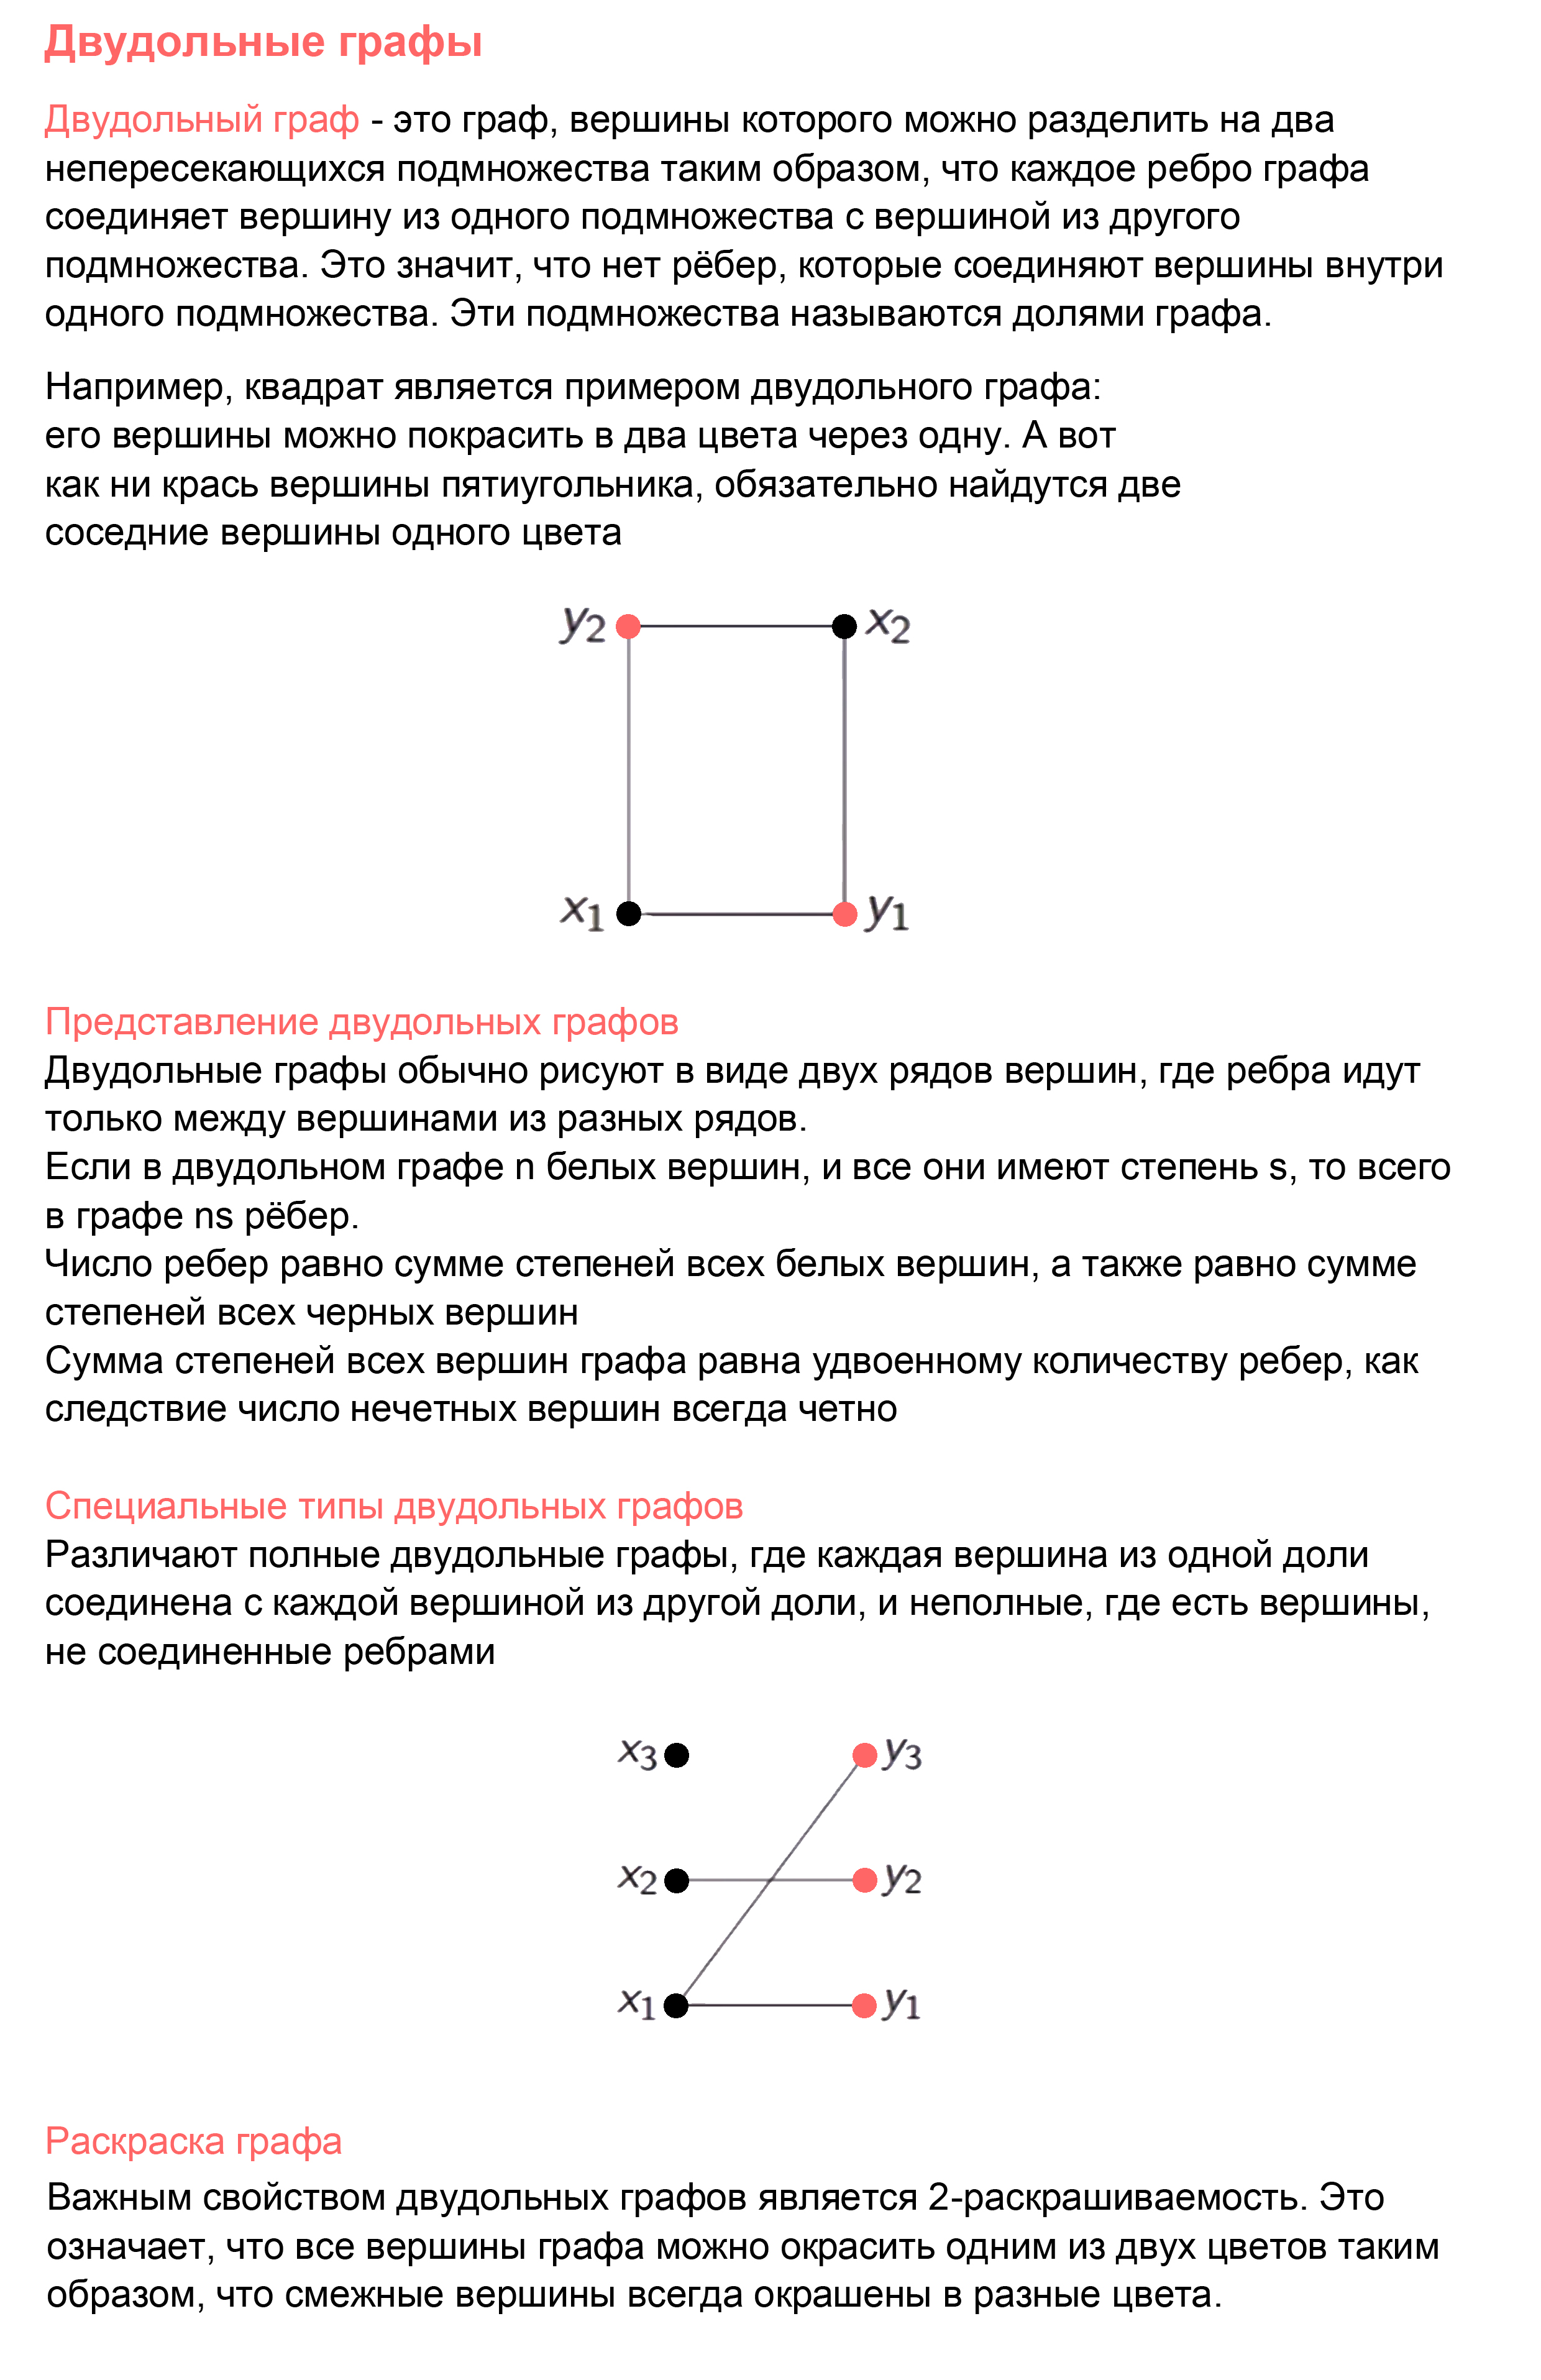 Двудольные графы
Двудольный граф - это граф, вершины которого можно разделить на два
непересекающихся подмножества таким образом, что каждое ребро графа
соединяет вершину из одного подмножества с вершиной из другого
подмножества. Это значит, что нет рёбер, которые соединяют вершины внутри
одного подмножества. Эти подмножества называются долями графа.
Например, квадрат является примером двудольного графа:
его вершины можно покрасить в два цвета через одну. А вот
как ни крась вершины пятиугольника, обязательно найдутся две
соседние вершины одного цвета
y2 x2
x1 y1
Представление двудольных графов
Двудольные графы обычно рисуют в виде двух рядов вершин, где ребра идут
только между вершинами из разных рядов.
Если в двудольном графе n белых вершин, и все они имеют степень s, то всего
в графе ns рёбер.
Число ребер равно сумме степеней всех белых вершин, а также равно сумме
степеней всех черных вершин
Сумма степеней всех вершин графа равна удвоенному количеству ребер, как
следствие число нечетных вершин всегда четно
Специальные типы двудольных графов
Различают полные двудольные графы, где каждая вершина из одной доли
соединена с каждой вершиной из другой доли, и неполные, где есть вершины,
не соединенные ребрами
x3 y3
x2 y2
x1 y1
Раскраска графа
Важным свойством двудольных графов является 2-раскрашиваемость. Это
означает, что все вершины графа можно окрасить одним из двух цветов таким
образом, что смежные вершины всегда окрашены в разные цвета.